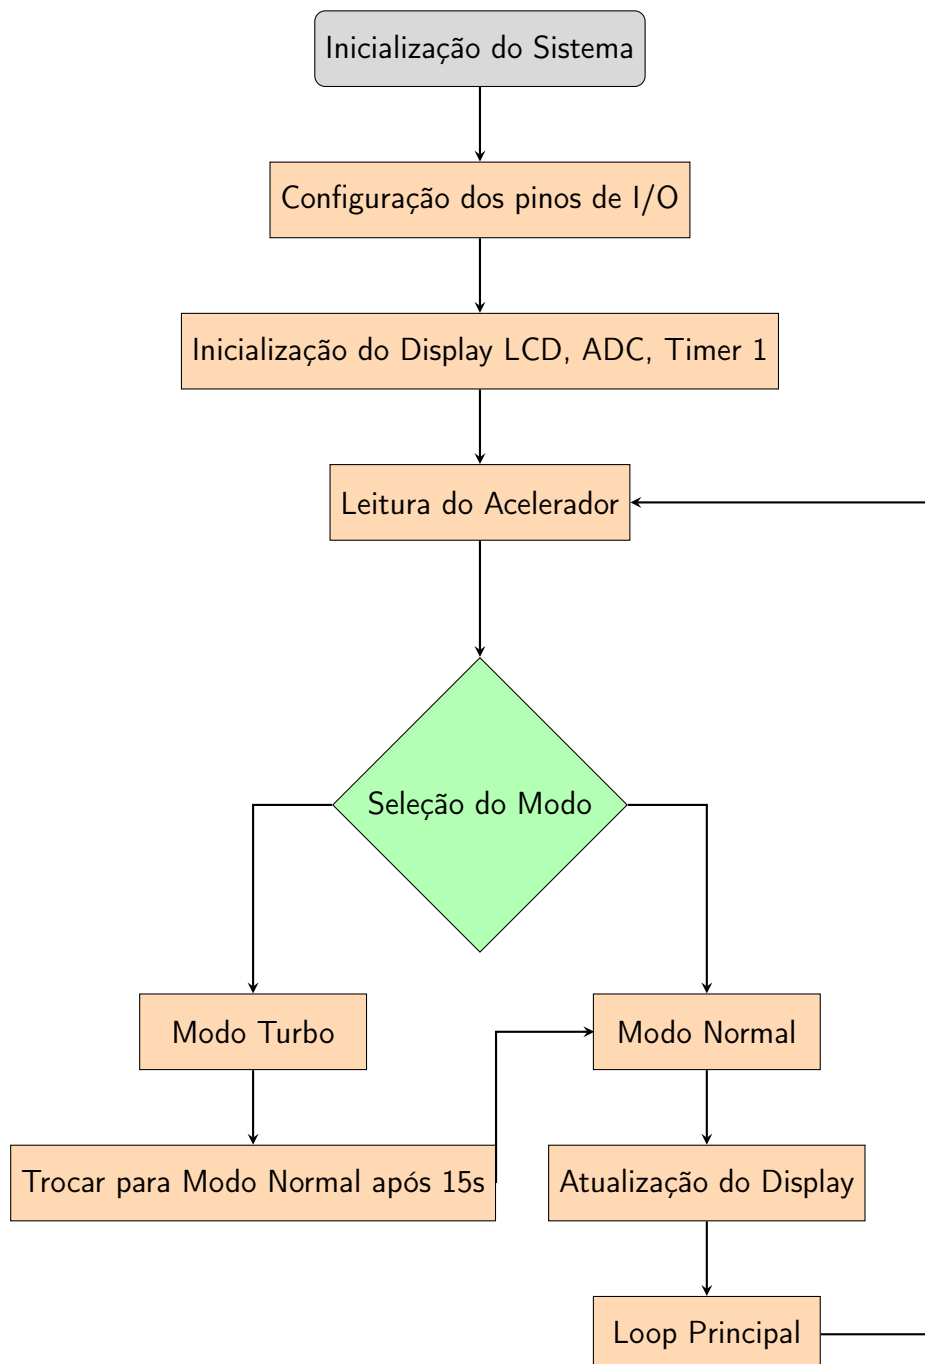 Inicialização do Sistema
Configuração dos pinos de I/O
Inicialização do Display LCD, ADC, Timer 1
Leitura do Acelerador
Seleção do Modo
Modo Turbo
Modo Normal
Trocar para Modo Normal após 15s
Atualização do Display
Loop Principal